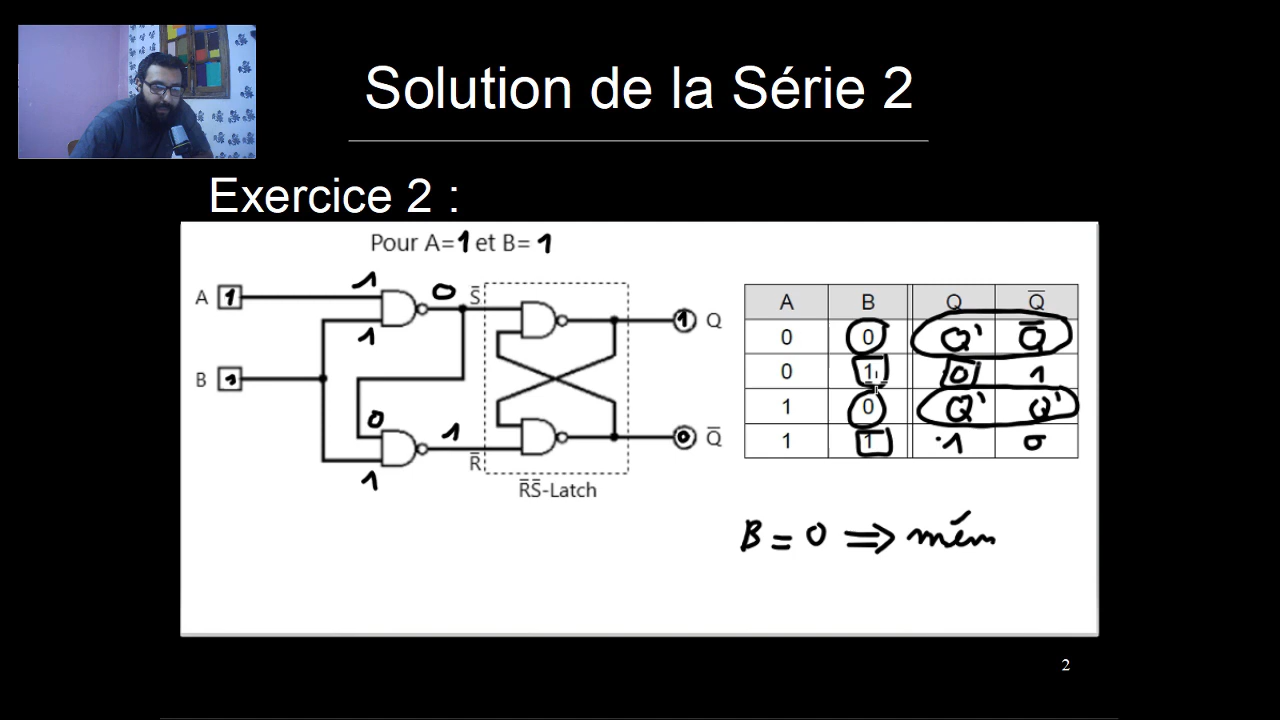 Solution de la Série 2
Exercice 2 :
Pour A=1 et B= 1
A 1 1 0 S̄ 1 Q
1
B 1
0 1 0 Q̄
1 R̄
R̄S̄-Latch
A B Q Q̄
0 0 Q' Q̄
0 1 0 1
1 0 Q' Q'
1 1 1 0
B = 0 ⇒ mém
2